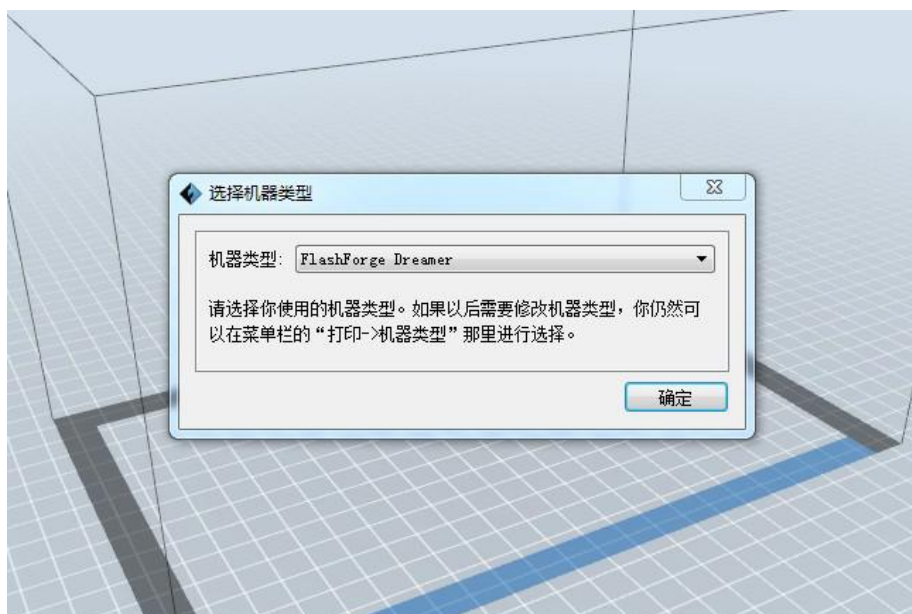 选择机器类型
机器类型: FlashForge Dreamer
请选择你使用的机器类型。如果以后需要修改机器类型，你仍然可
以在菜单栏的“打印->机器类型”那里进行选择。
确定